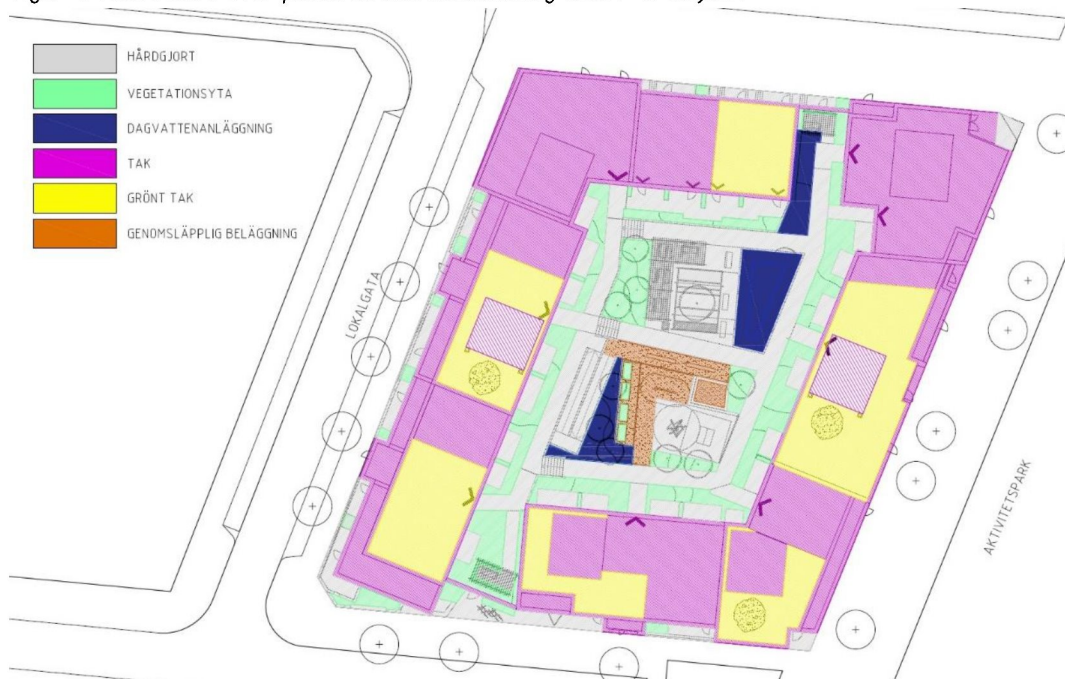 HÅRDGJORT
VEGETATIONSYTA
DAGVATTENANLÄGGNING
TAK
GRÖNT TAK
GENOMSLÄPPLIG BELÄGGNING
LOKALGATA
AKTIVITETSPARK